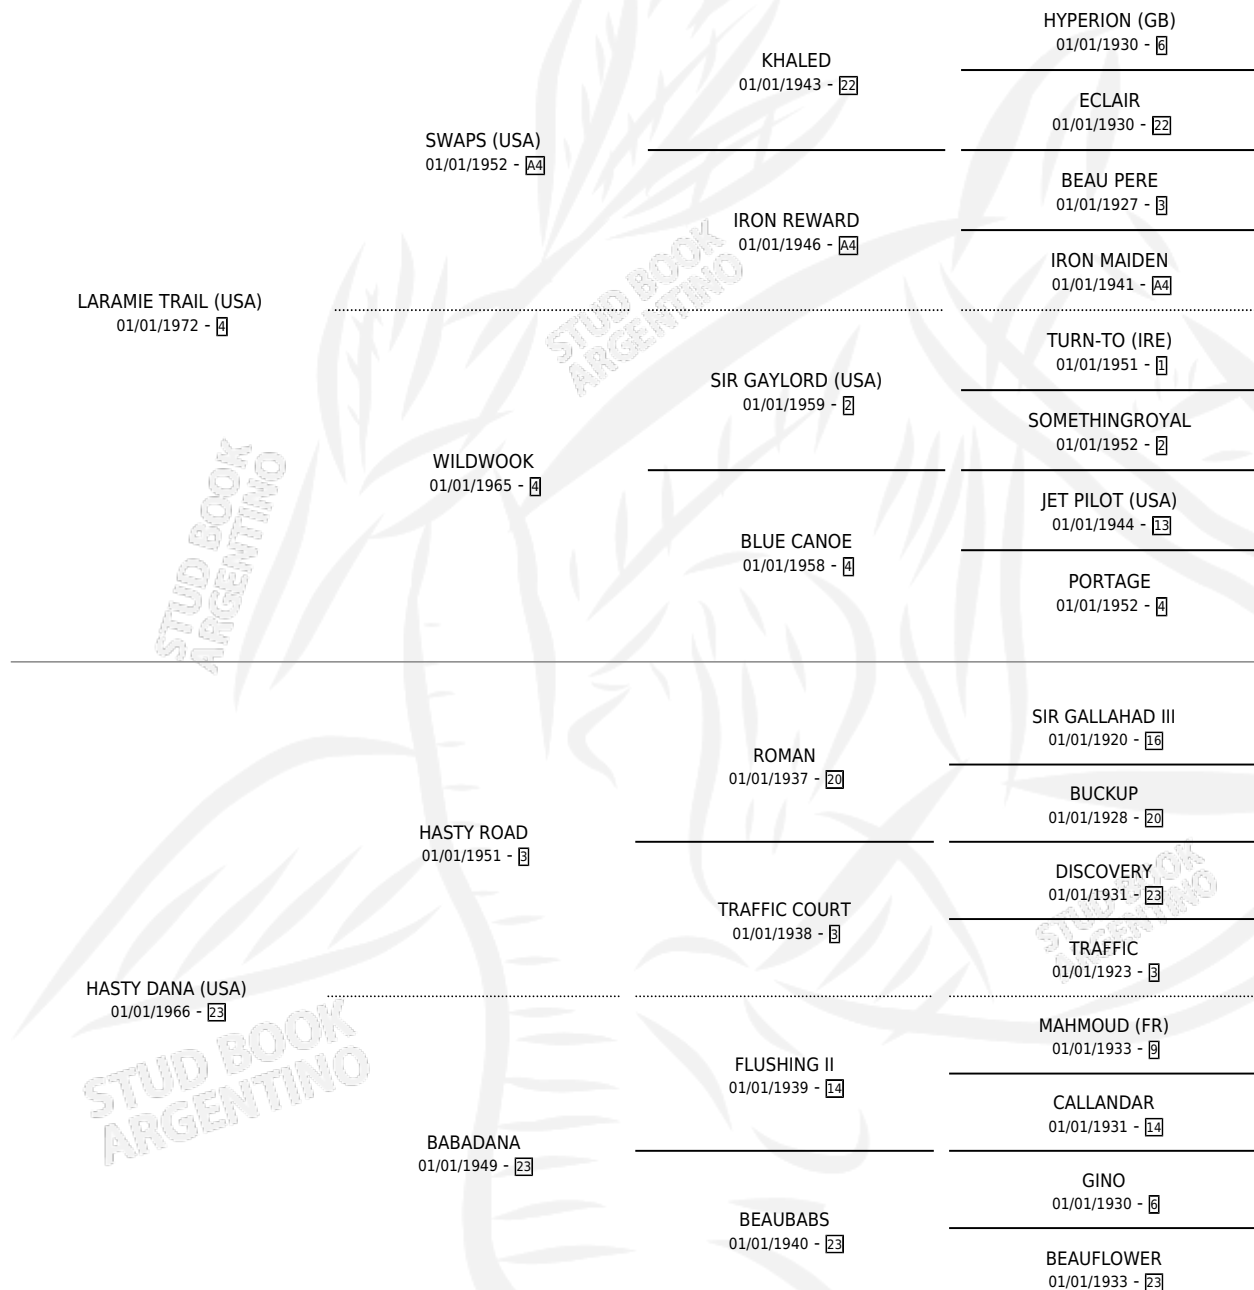 HYPERION (GB)
01/01/1930 - 6
KHALED
01/01/1943 - 22
ECLAIR
01/01/1930 - 22
SWAPS (USA)
01/01/1952 - A4
BEAU PERE
01/01/1927 - 3
IRON REWARD
01/01/1946 - A4
IRON MAIDEN
01/01/1941 - A4
LARAMIE TRAIL (USA)
01/01/1972 - 4
STUD BOOK
ARGENTINO
TURN-TO (IRE)
01/01/1951 - 1
SIR GAYLORD (USA)
01/01/1959 - 2
SOMETHINGROYAL
01/01/1952 - 2
WILDWOOK
01/01/1965 - 4
JET PILOT (USA)
01/01/1944 - 13
BLUE CANOE
01/01/1958 - 4
PORTAGE
01/01/1952 - 4
STUD BOOK
ARGENTINO
SIR GALLAHAD III
01/01/1920 - 16
ROMAN
01/01/1937 - 20
BUCKUP
01/01/1928 - 20
HASTY ROAD
01/01/1951 - 3
DISCOVERY
01/01/1931 - 23
TRAFFIC COURT
01/01/1938 - 3
TRAFFIC
01/01/1923 - 3
STUD BOOK
ARGENTINO
HASTY DANA (USA)
01/01/1966 - 23
MAHMOUD (FR)
01/01/1933 - 9
FLUSHING II
01/01/1939 - 14
CALLANDAR
01/01/1931 - 14
STUD BOOK
ARGENTINO
BABADANA
01/01/1949 - 23
GINO
01/01/1930 - 6
BEAUBABS
01/01/1940 - 23
BEAUFLOWER
01/01/1933 - 23